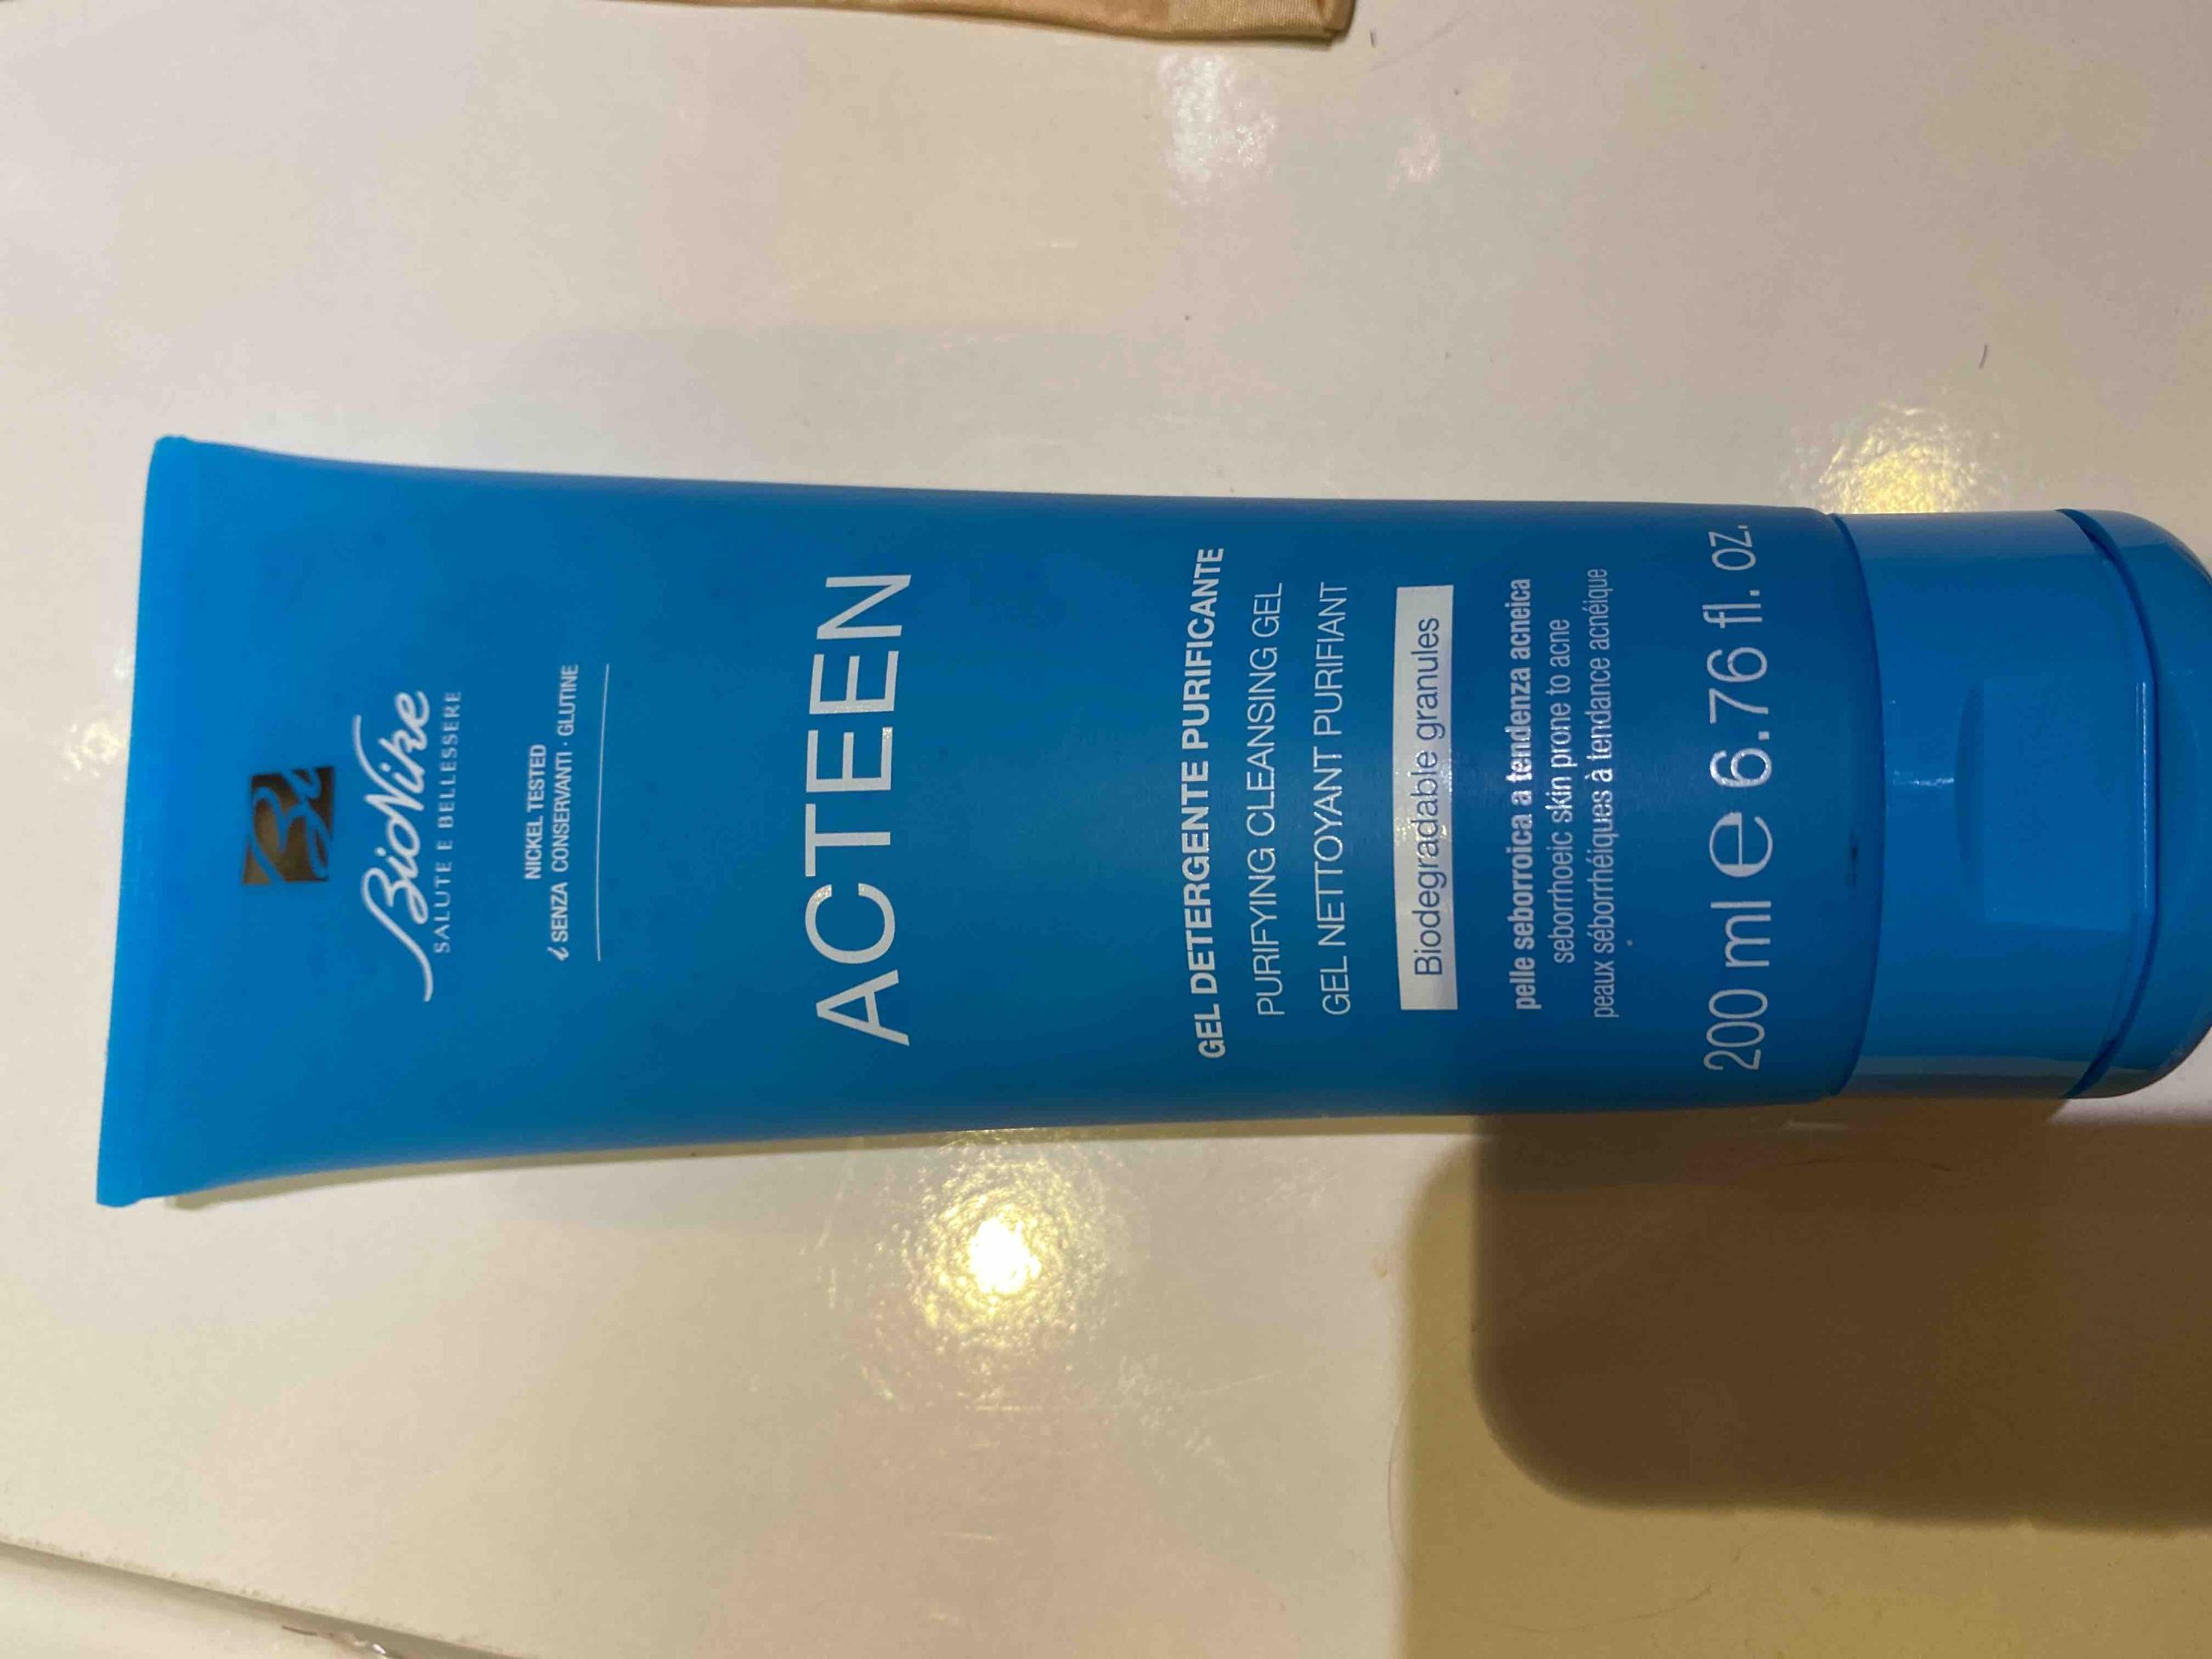 BioNike
SALUTE E BELLESSERE
NICKEL TESTED
SENZA CONSERVANTI · GLUTINE
ACTEEN
GEL DETERGENTE PURIFICANTE
PURIFYING CLEANSING GEL
GEL NETTOYANT PURIFIANT
Biodegradable granules
pelle seborroica a tendenza acneica
seborrhoeic skin prone to acne
peaux séborrhéiques à tendance acnéique
200 ml e 6.76 fl. oz.